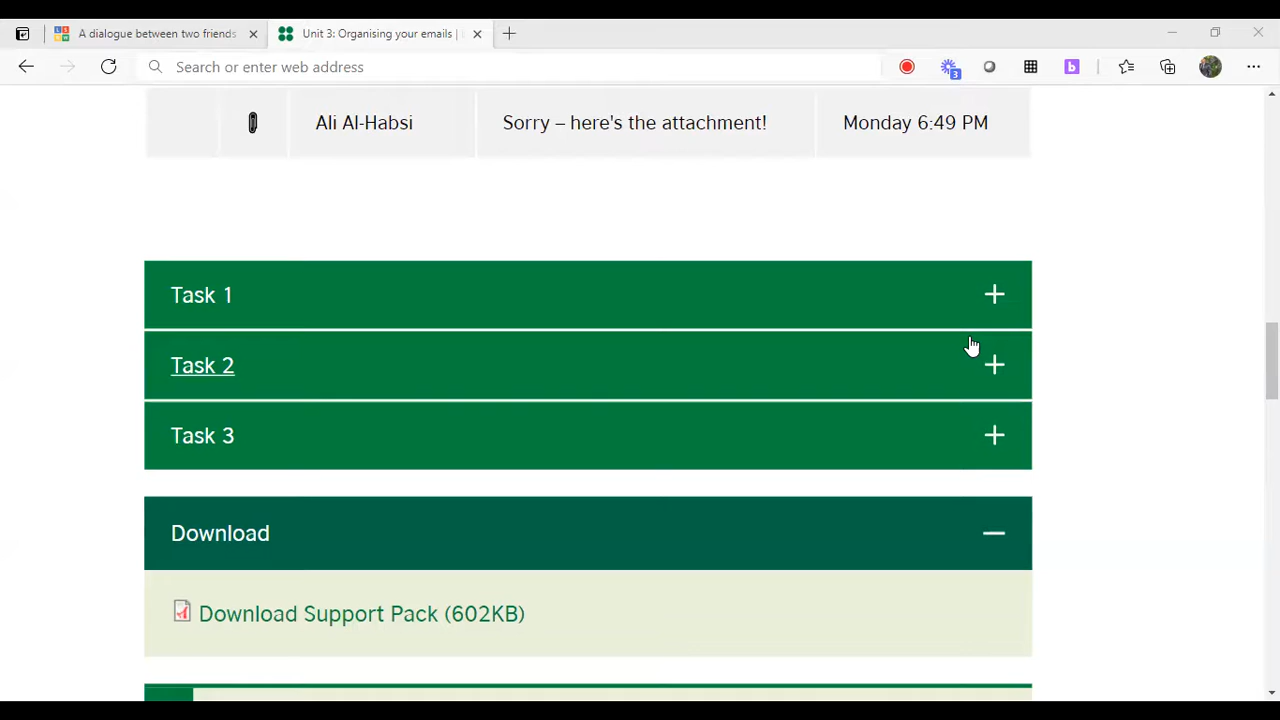 A dialogue between two friends
Unit 3: Organising your emails |
Search or enter web address
3
b
Ali Al-Habsi Sorry – here's the attachment! Monday 6:49 PM
Task 1
Task 2
Task 3
Download
Download Support Pack (602KB)